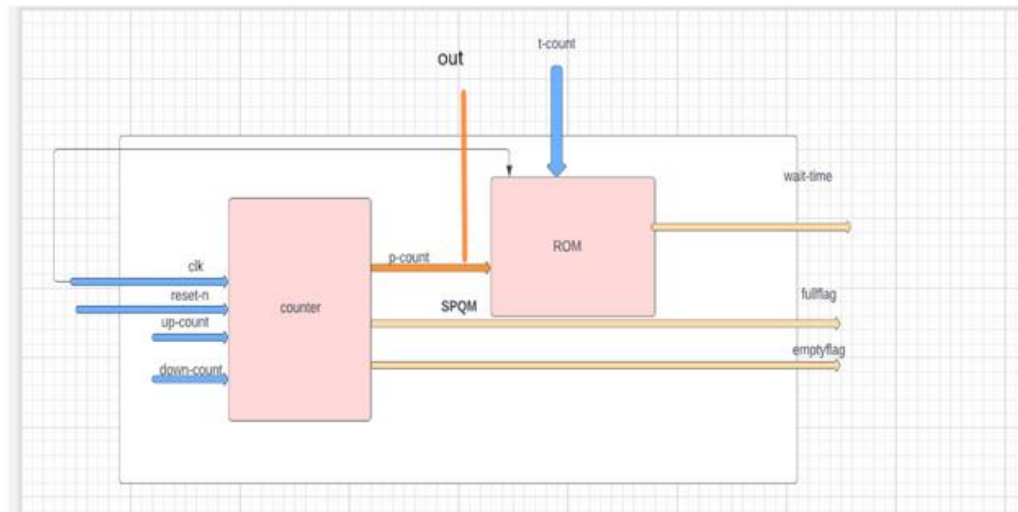 t-count
out
wait-time
ROM
p-count
clk
reset-n
fullflag
counter
SPQM
up-count
emptyflag
down-count